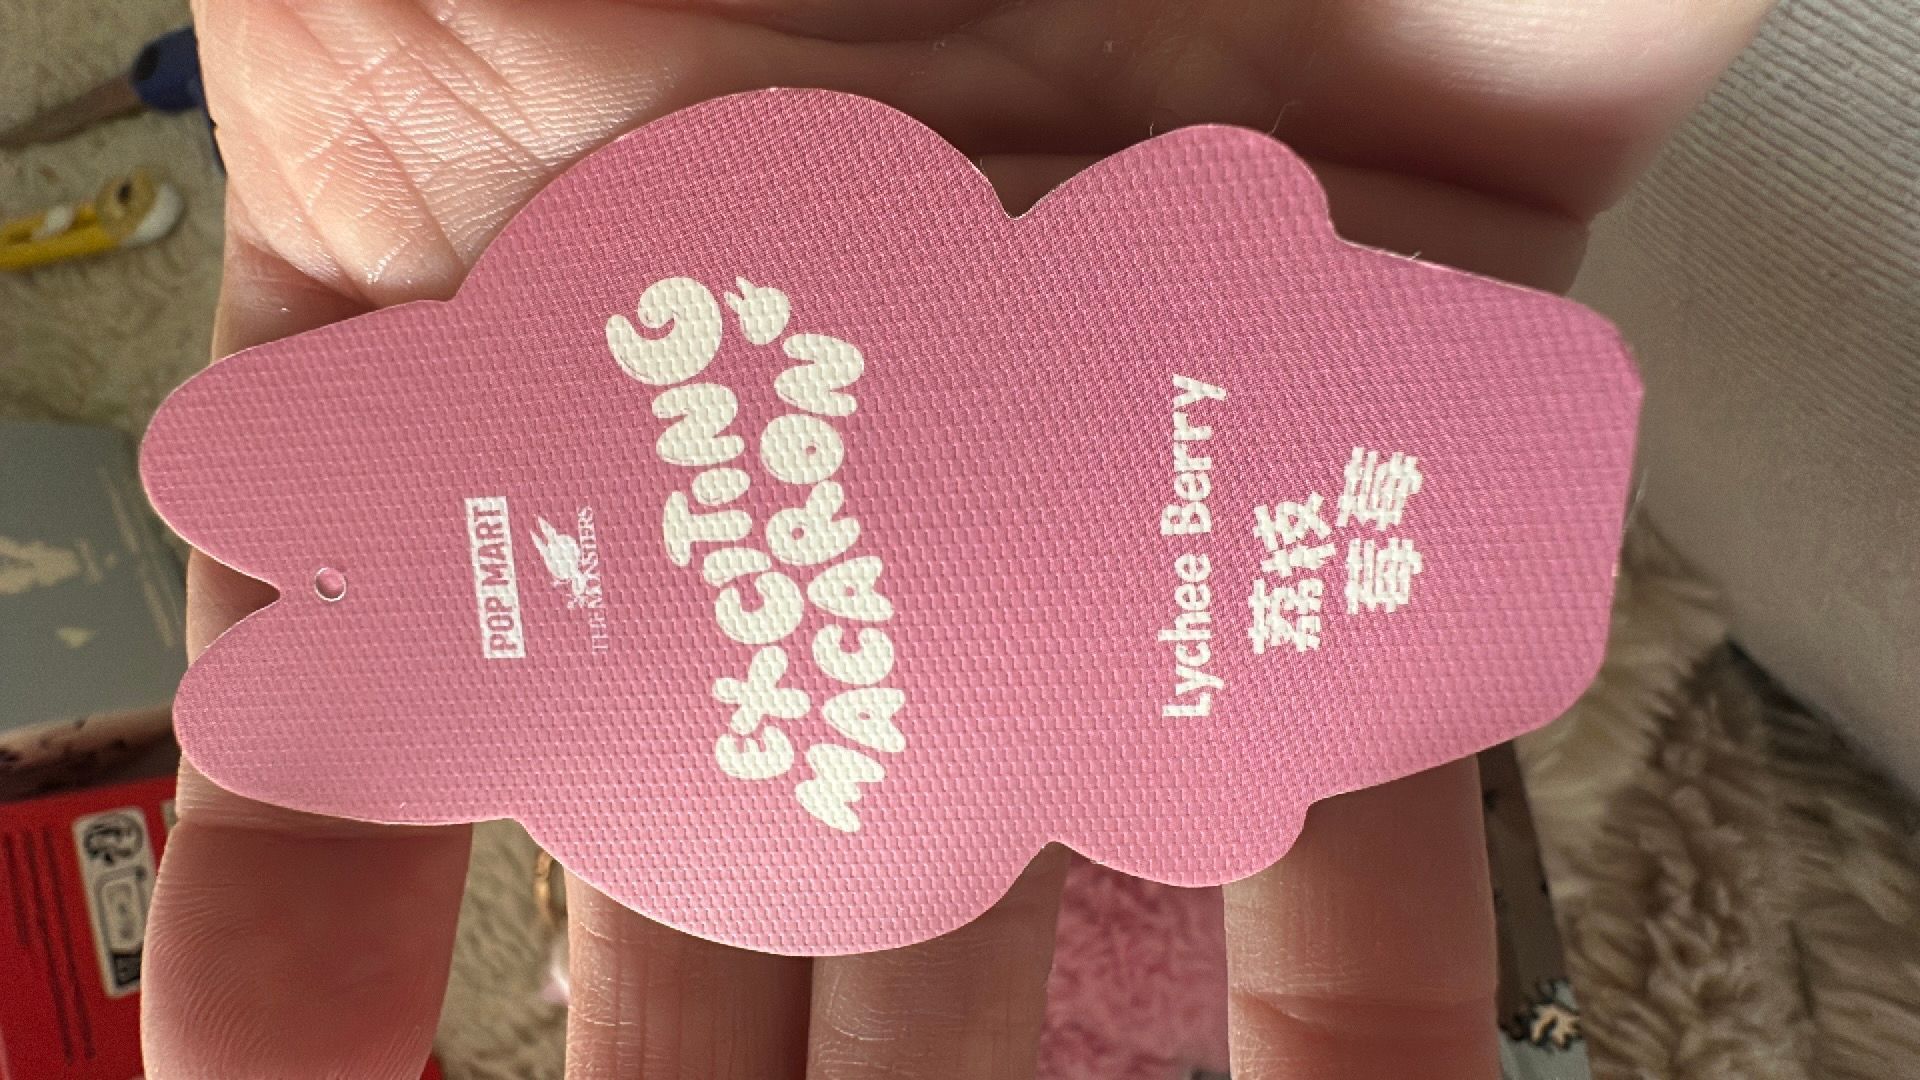 POP MART
THE MONSTERS
EXCITING
MACARON
Lychee Berry
荔枝
莓莓